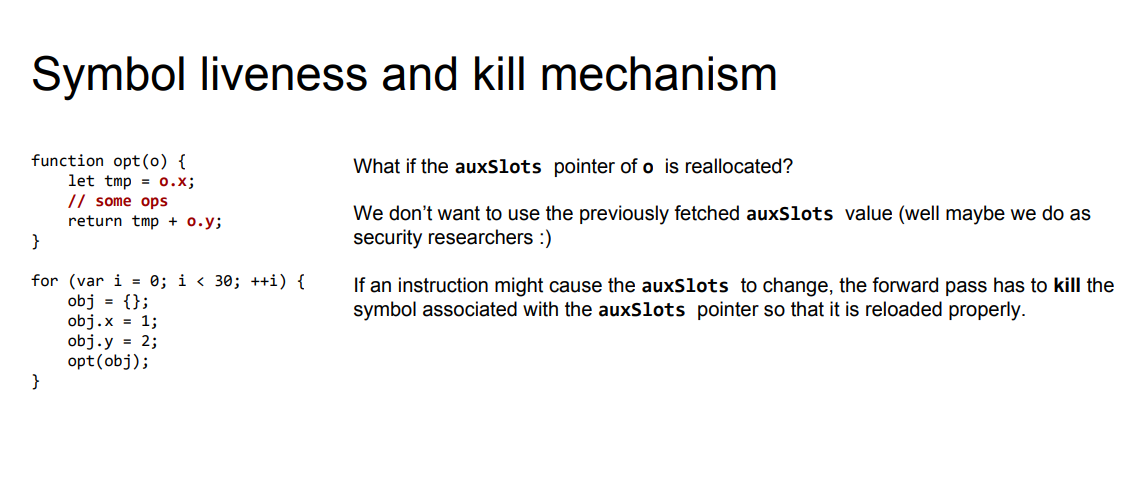 Symbol liveness and kill mechanism
function opt(o) {
let tmp = o.x;
// some ops
return tmp + o.y;
}
for (var i = 0; i < 30; ++i) {
obj = {};
obj.x = 1;
obj.y = 2;
opt(obj);
}
What if the auxSlots pointer of o is reallocated?
We don’t want to use the previously fetched auxSlots value (well maybe we do as
security researchers :)
If an instruction might cause the auxSlots to change, the forward pass has to kill the
symbol associated with the auxSlots pointer so that it is reloaded properly.